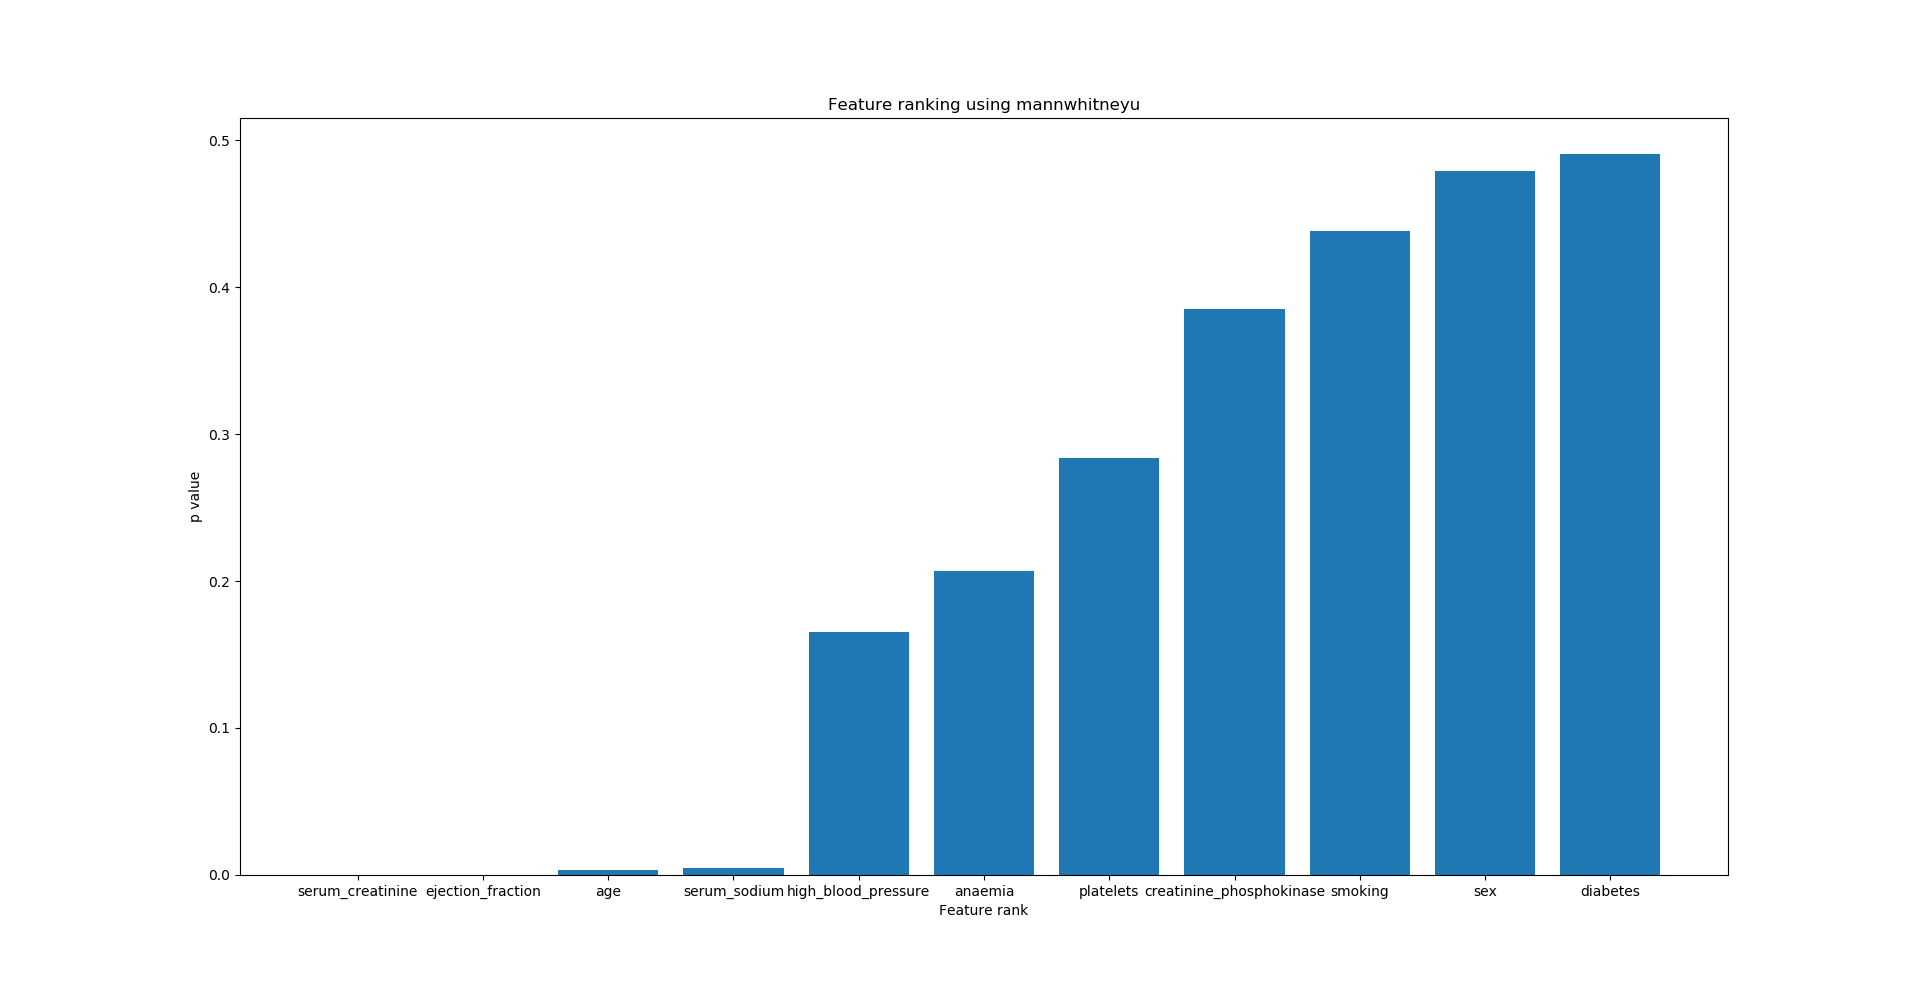 Feature ranking using mannwhitneyu
0.5
0.4
0.3
0.2
0.1
0.0
p value
serum_creatinine ejection_fraction age serum_sodium high_blood_pressure anaemia platelets creatinine_phosphokinase smoking sex diabetes
Feature rank